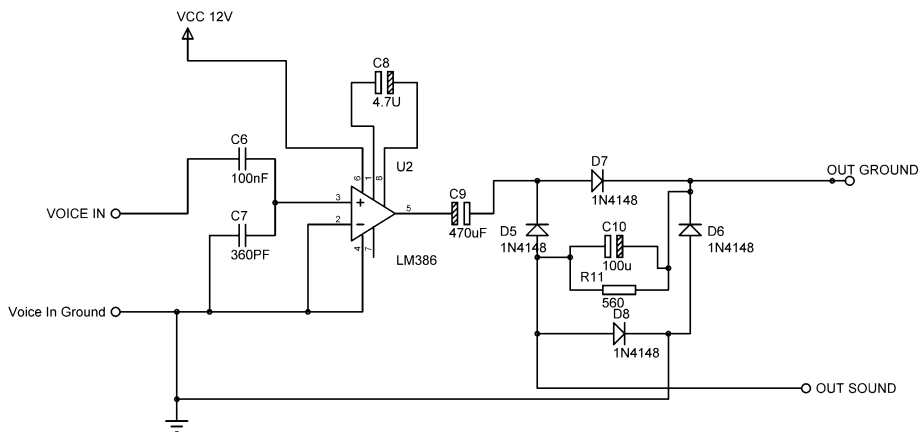 VCC 12V
C8
4.7U
C6
100nF
U2
6
1
8
D7
1N4148
OUT GROUND
VOICE IN
C7
360PF
3
2
5
4
7
C9
470uF
LM386
D5
1N4148
C10
100u
D6
1N4148
R11
560
Voice In Ground
D8
1N4148
OUT SOUND